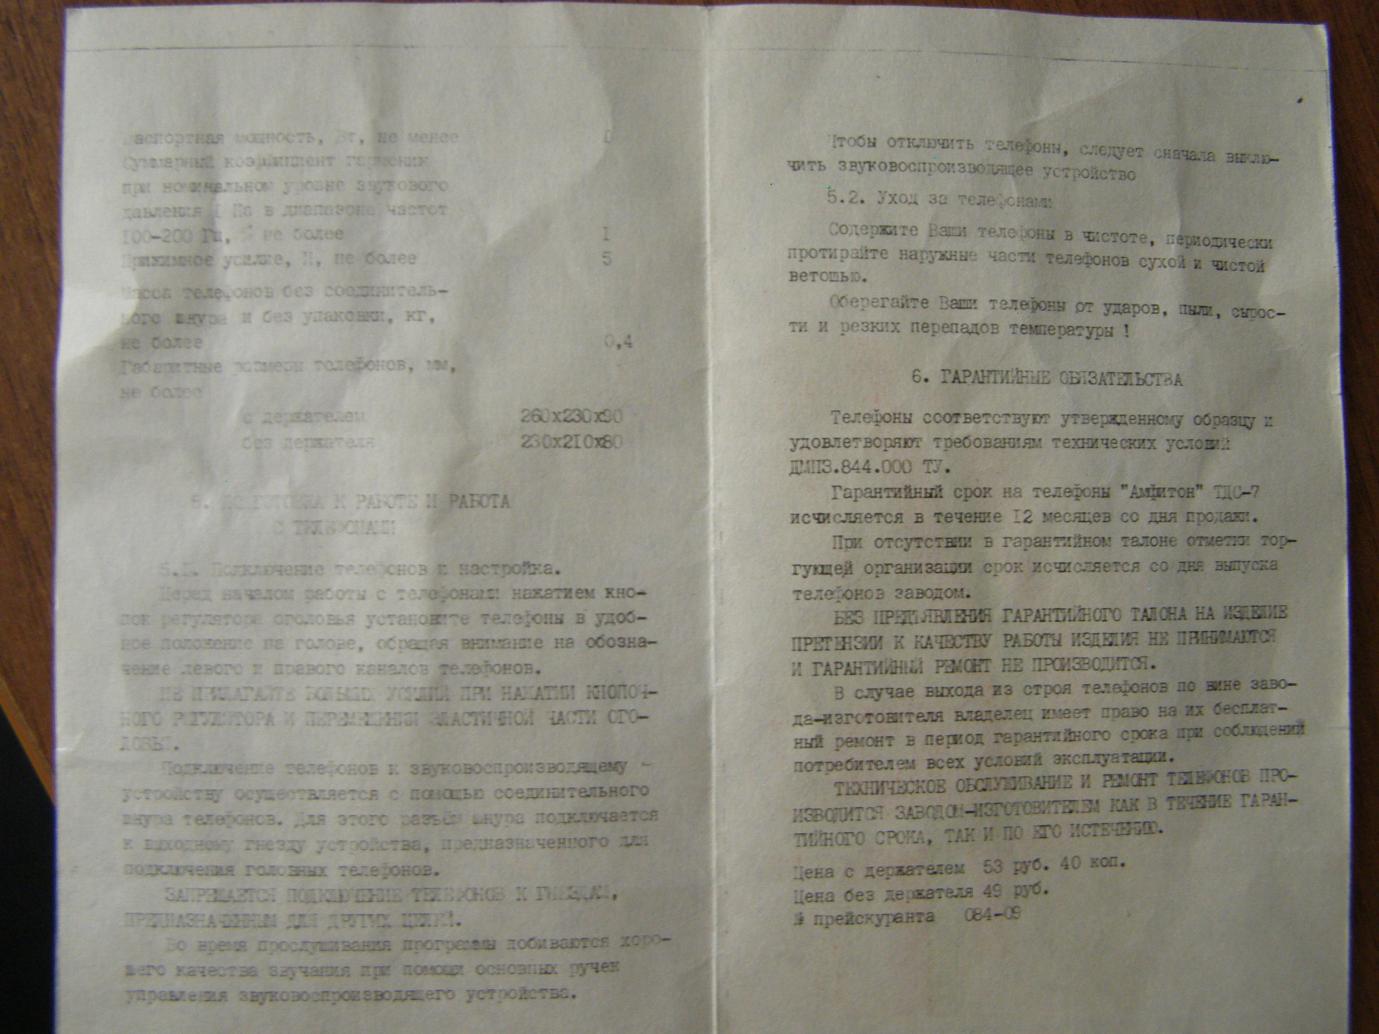 Паспортная мощность, Вт, не менее
Суммарный коэффициент гармоник
при номинальном уровне звукового
давления I Па в диапазоне частот
100-200 Гц, % не более I
Прижимное усилие, Н, не более 5
Масса телефонов без соединитель-
ного шнура и без упаковки, кг,
не более 0,4
Габаритные размеры телефонов, мм,
не более
с держателем 260x230x90
без держателя 230x210x80
5. ПОДГОТОВКА К РАБОТЕ И РАБОТА
С ТЕЛЕФОНАМИ
5.I. Подключение телефонов и настройка.
Перед началом работы с телефонами нажатием кно-
пок регулятора оголовья установите телефоны в удоб-
ное положение на голове, обращая внимание на обозна-
чение левого и правого каналов телефонов.
НЕ ПРИЛАГАЙТЕ БОЛЬШИХ УСИЛИЙ ПРИ НАЖАТИИ КНОПОЧ-
НОГО РЕГУЛЯТОРА И ПЕРЕМЕЩЕНИИ ЭЛАСТИЧНОЙ ЧАСТИ ОГО-
ЛОВЬЯ.
Подключение телефонов к звуковоспроизводящему
устройству осуществляется с помощью соединительного
шнура телефонов. Для этого разъем шнура подключается
к выходному гнезду устройства, предназначенного для
подключения головных телефонов.
ЗАПРЕЩАЕТСЯ ПОДКЛЮЧЕНИЕ ТЕЛЕФОНОВ К ГНЕЗДАМ,
ПРЕДНАЗНАЧЕННЫМ ДЛЯ ДРУГИХ ЦЕЛЕЙ.
Во время прослушивания программы добиваются хоро-
шего качества звучания при помощи основных ручек
управления звуковоспроизводящего устройства.
Чтобы отключить телефоны, следует сначала выклю-
чить звуковоспроизводящее устройство
5.2. Уход за телефонами
Содержите Ваши телефоны в чистоте, периодически
протирайте наружные части телефонов сухой и чистой
ветошью.
Оберегайте Ваши телефоны от ударов, пыли, сырос-
ти и резких перепадов температуры !
6. ГАРАНТИЙНЫЕ ОБЯЗАТЕЛЬСТВА
Телефоны соответствуют утвержденному образцу и
удовлетворяют требованиям технических условий
ДМПЗ.844.000 ТУ.
Гарантийный срок на телефоны "Амфитон" ТДС-7
исчисляется в течение I2 месяцев со дня продажи.
При отсутствии в гарантийном талоне отметки тор-
гующей организации срок исчисляется со дня выпуска
телефонов заводом.
БЕЗ ПРЕДЪЯВЛЕНИЯ ГАРАНТИЙНОГО ТАЛОНА НА ИЗДЕЛИЕ
ПРЕТЕНЗИИ К КАЧЕСТВУ РАБОТЫ ИЗДЕЛИЯ НЕ ПРИНИМАЮТСЯ
И ГАРАНТИЙНЫЙ РЕМОНТ НЕ ПРОИЗВОДИТСЯ.
В случае выхода из строя телефонов по вине заво-
да-изготовителя владелец имеет право на их бесплат-
ный ремонт в период гарантийного срока при соблюдений
потребителем всех условий эксплуатации.
ТЕХНИЧЕСКОЕ ОБСЛУЖИВАНИЕ И РЕМОНТ ТЕЛЕФОНОВ ПРО-
ИЗВОДИТСЯ ЗАВОДОМ-ИЗГОТОВИТЕЛЕМ КАК В ТЕЧЕНИЕ ГАРАН-
ТИЙНОГО СРОКА, ТАК И ПО ЕГО ИСТЕЧЕНИЮ.
Цена с держателем 53 руб. 40 коп.
Цена без держателя 49 руб.
№ прейскуранта 084-09